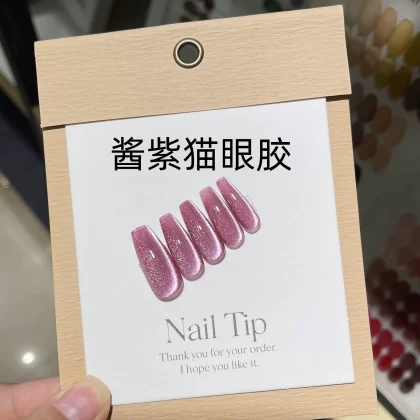 酱紫猫眼胶
Nail Tip
Thank you for your order.
I hope you like it.